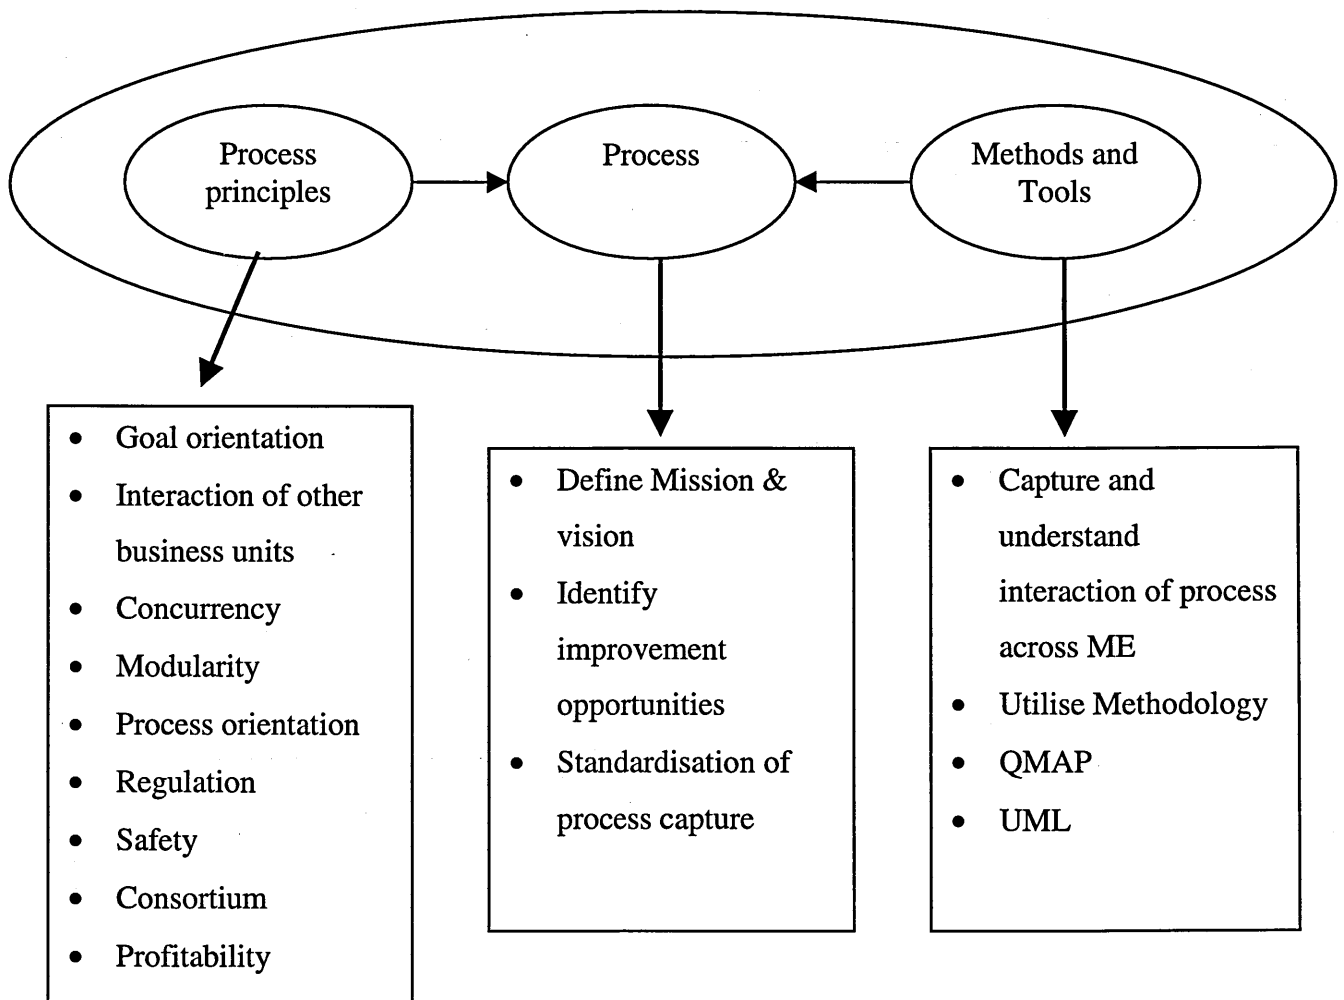 Process
principles
Process
Methods and
Tools
• Goal orientation
• Interaction of other
business units
• Concurrency
• Modularity
• Process orientation
• Regulation
• Safety
• Consortium
• Profitability
• Define Mission &
vision
• Identify
improvement
opportunities
• Standardisation of
process capture
• Capture and
understand
interaction of process
across ME
• Utilise Methodology
• QMAP
• UML